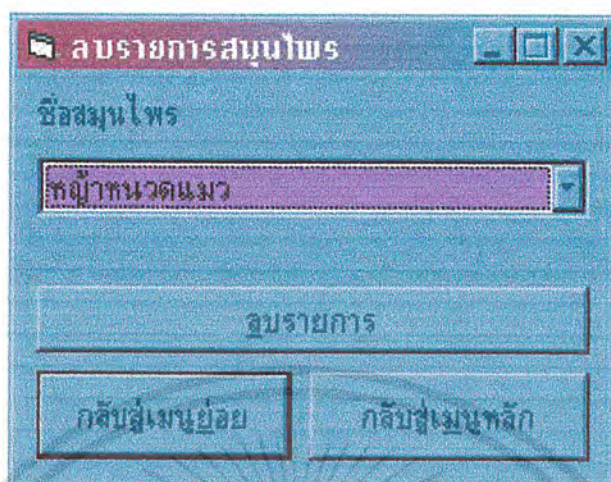 ลบรายการสมุนไพร
ชื่อสมุนไพร
หญ้าหนวดแมว
ลบรายการ
กลับสู่เมนูย่อย กลับสู่เมนูหลัก